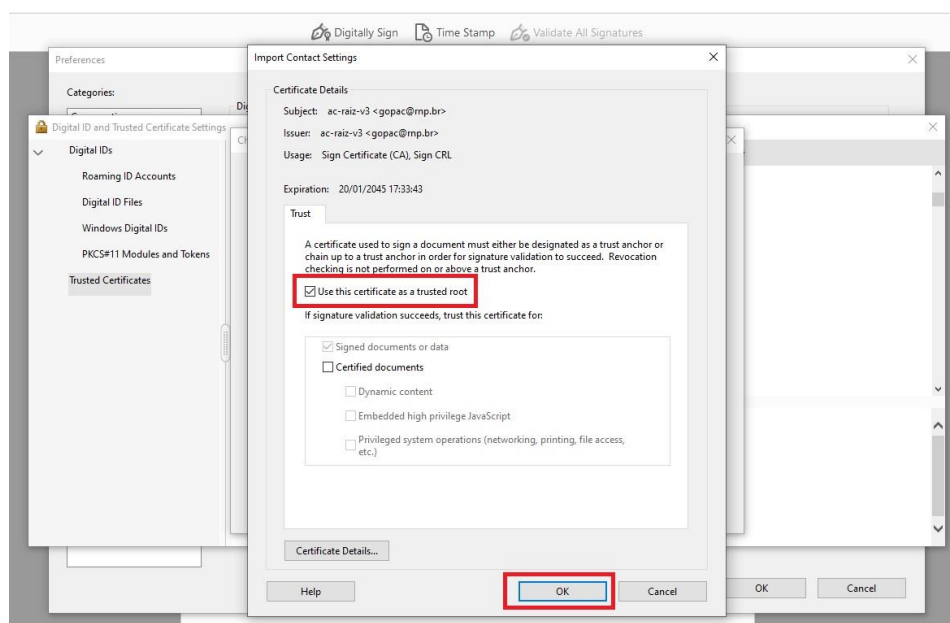 Digitally Sign Time Stamp Validate All Signatures
Preferences
Categories:
Digital ID and Trusted Certificate Settings
Digital IDs
Roaming ID Accounts
Digital ID Files
Windows Digital IDs
PKCS#11 Modules and Tokens
Trusted Certificates
Import Contact Settings
Certificate Details
Subject: ac-raiz-v3 <gopac@rnp.br>
Issuer: ac-raiz-v3 <gopac@rnp.br>
Usage: Sign Certificate (CA), Sign CRL
Expiration: 20/01/2045 17:33:43
Trust
A certificate used to sign a document must either be designated as a trust anchor or
chain up to a trust anchor in order for signature validation to succeed. Revocation
checking is not performed on or above a trust anchor.
Use this certificate as a trusted root
If signature validation succeeds, trust this certificate for:
Signed documents or data
Certified documents
Dynamic content
Embedded high privilege JavaScript
Privileged system operations (networking, printing, file access,
etc.)
Certificate Details...
Help OK Cancel
OK Cancel